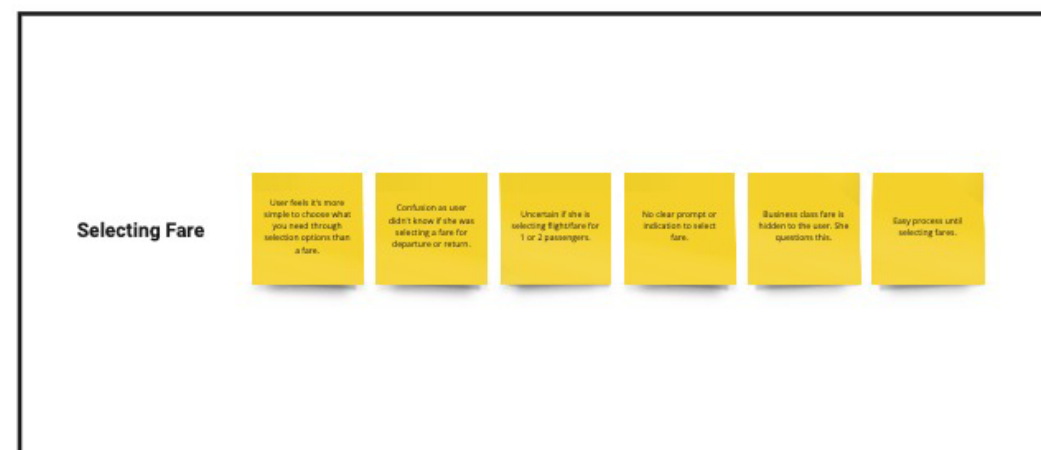 Selecting Fare
User feels it's more
simple to choose what
you need through
selection options than
a fare.
Confusion as user
didn't know if she was
selecting a fare for
departure or return.
Uncertain if she is
selecting flight/fare for
1 or 2 passengers.
No clear prompt or
indication to select
fare.
Business class fare is
hidden to the user. She
questions this.
Easy process until
selecting fares.